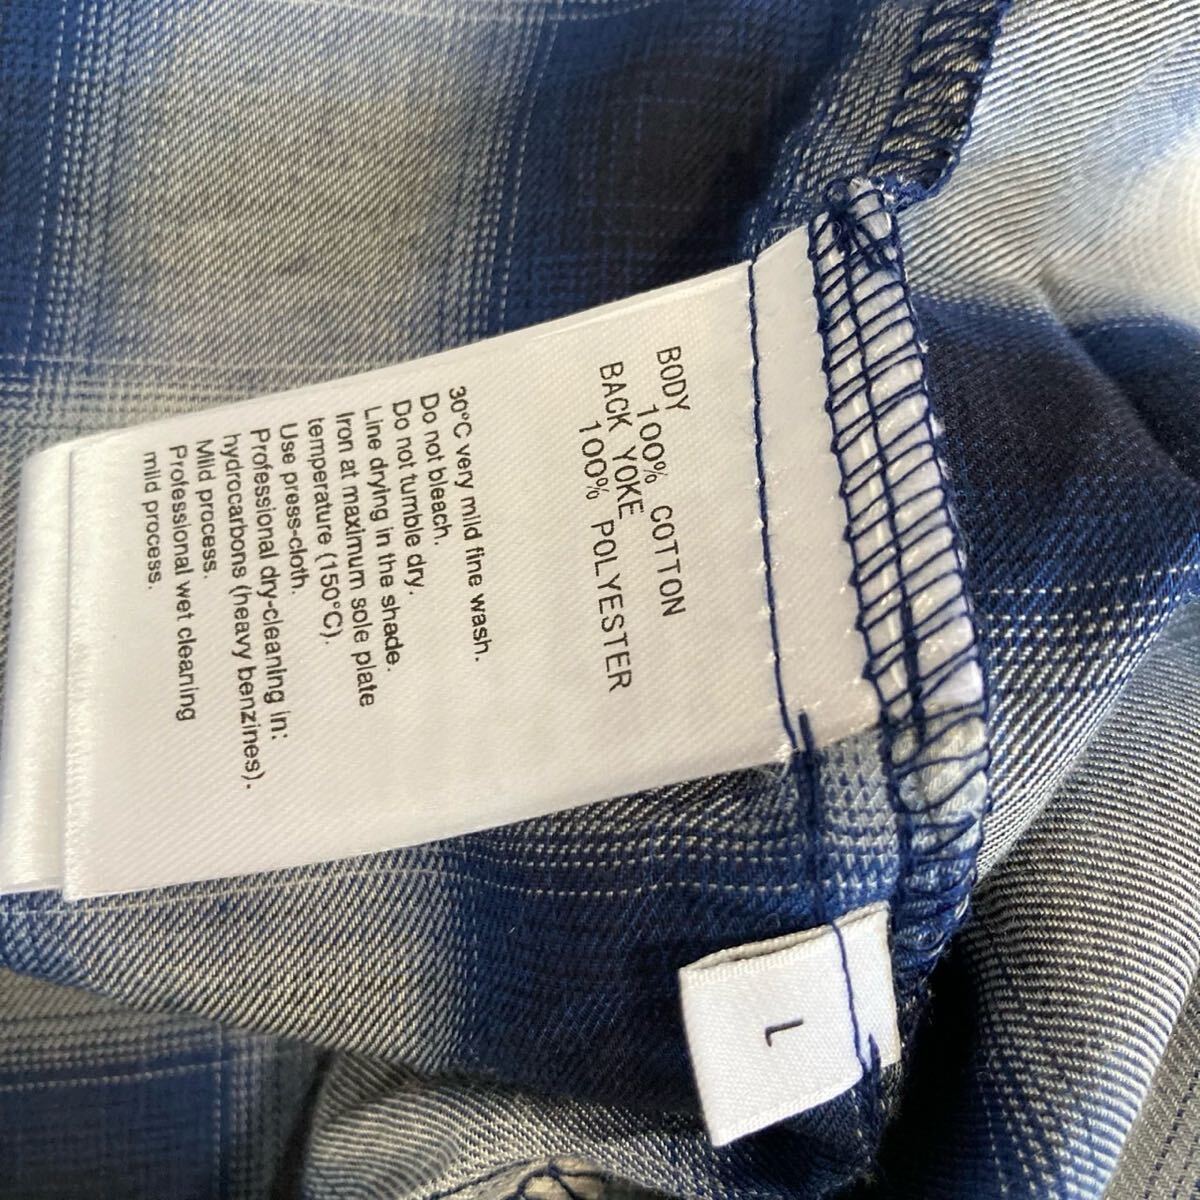 BODY
100% COTTON
BACK YOKE
100% POLYESTER
30°C very mild fine wash.
Do not bleach.
Do not tumble dry.
Line drying in the shade.
Iron at maximum sole plate
temperature (150°C).
Use press-cloth.
Professional dry-cleaning in:
hydrocarbons (heavy benzines).
Mild process.
Professional wet cleaning
mild process.
L